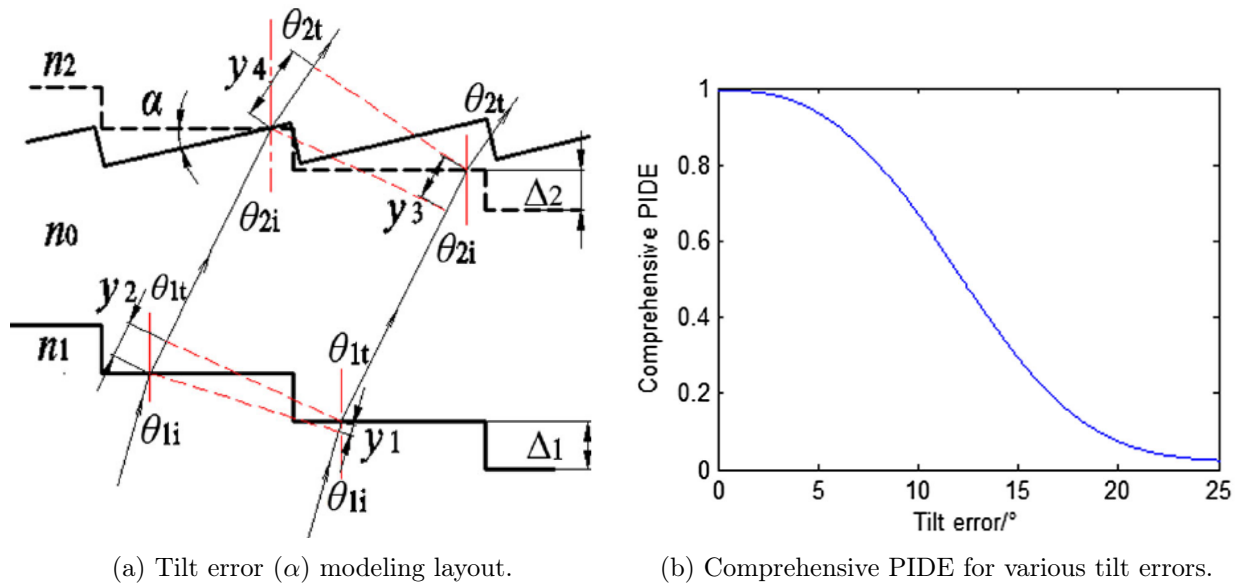 θ2t
n2
y4
α
θ2t
Δ2
y3
θ2i
n0
θ2i
y2
θ1t
n1
θ1t
θ1i
y1
Δ1
θ1i
(a) Tilt error (α) modeling layout.
Comprehensive PIDE
1
0.8
0.6
0.4
0.2
0
0 5 10 15 20 25
Tilt error/°
(b) Comprehensive PIDE for various tilt errors.